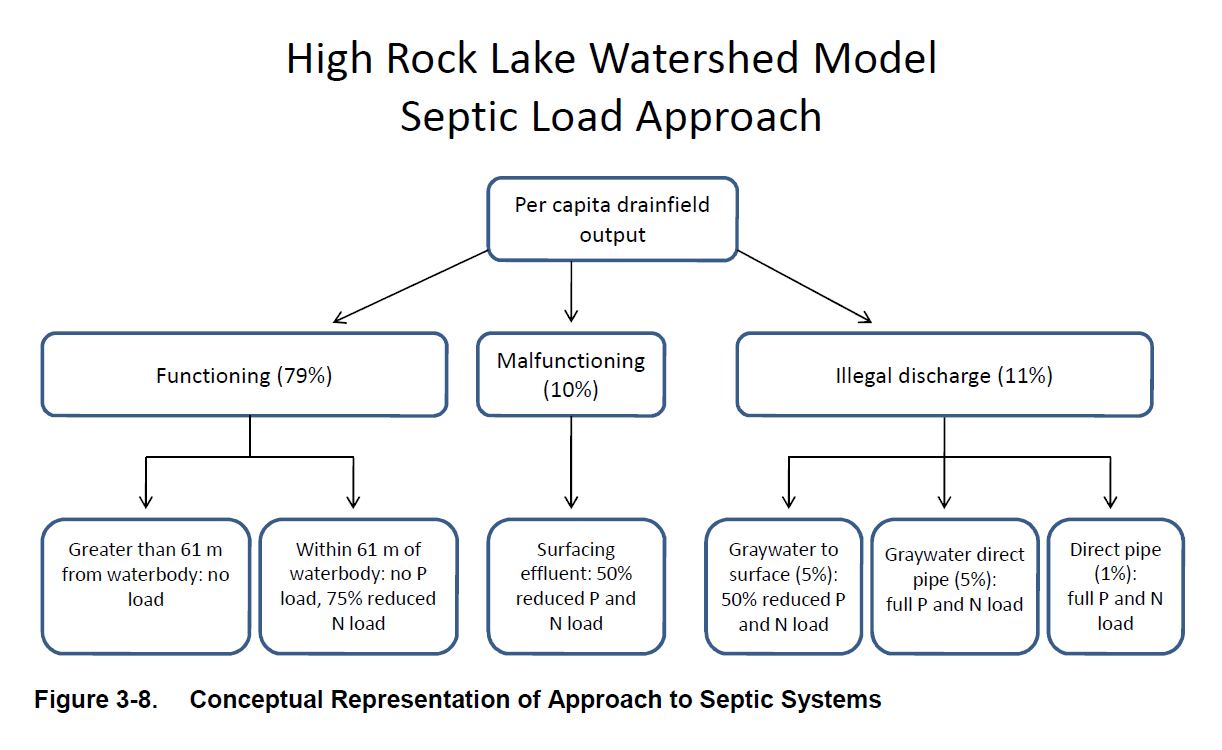 High Rock Lake Watershed Model
Septic Load Approach
Per capita drainfield
output
Functioning (79%)
Malfunctioning
(10%)
Illegal discharge (11%)
Greater than 61 m
from waterbody: no
load
Within 61 m of
waterbody: no P
load, 75% reduced
N load
Surfacing
effluent: 50%
reduced P and
N load
Graywater to
surface (5%):
50% reduced P
and N load
Graywater direct
pipe (5%):
full P and N load
Direct pipe
(1%):
full P and N
load
Figure 3-8. Conceptual Representation of Approach to Septic Systems